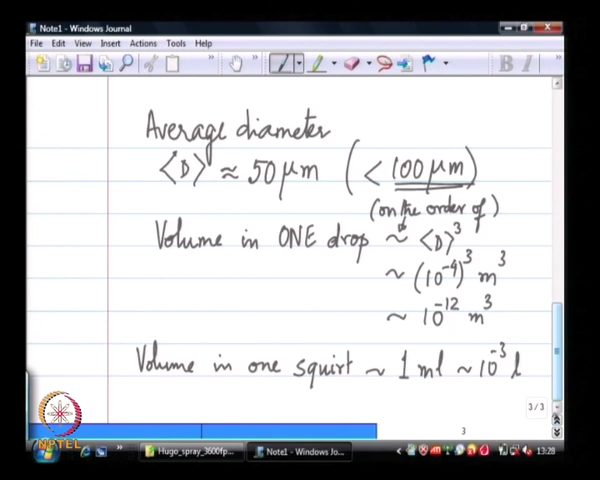 Note1 - Windows Journal
File Edit View Insert Actions Tools Help
B I
Average diameter
⟨D⟩ ≈ 50 μm ( < 100 μm)
(on the order of)
Volume in ONE drop ~ ⟨D⟩³
~ (10⁻⁴)³ m³
~ 10⁻¹² m³
Volume in one squirt ~ 1 ml ~ 10⁻³ l
3/3
3
NPTEL
Hugo_spray_3600fp...
Note1 - Windows Jo...
13:28